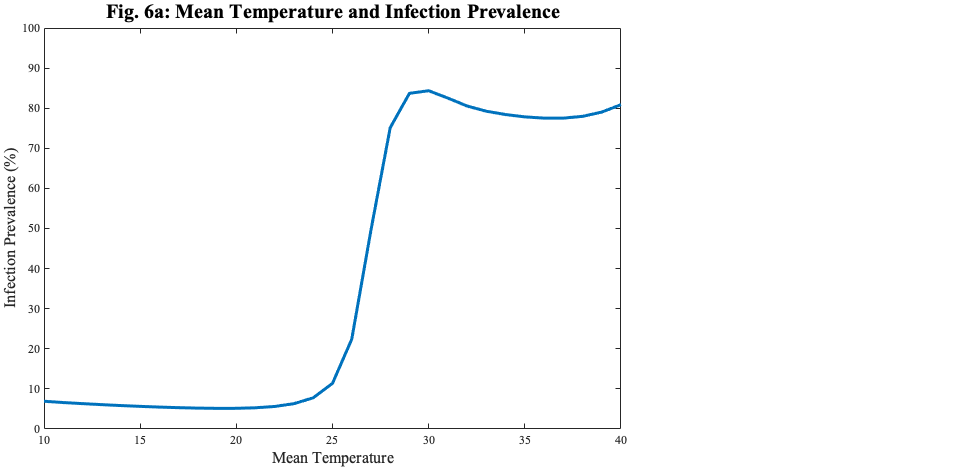 Fig. 6a: Mean Temperature and Infection Prevalence
100
90
80
70
60
50
40
30
20
10
0
Infection Prevalence (%)
10 15 20 25 30 35 40
Mean Temperature